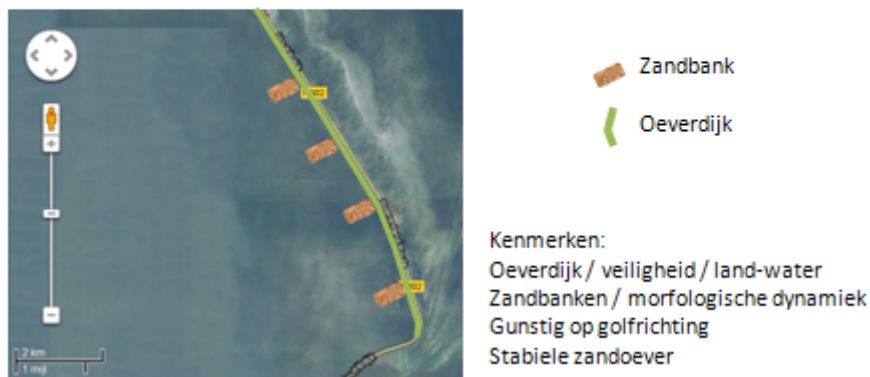 N302
Zandbank
Oeverdijk
Kenmerken:
Oeverdijk / veiligheid / land-water
Zandbanken / morfologische dynamiek
Gunstig op golfrichting
Stabiele zandoever
2 km
1 mijl